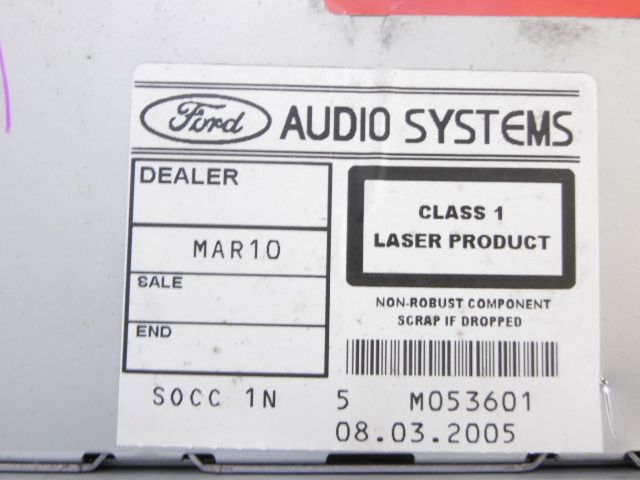 Ford AUDIO SYSTEMS
DEALER
MAR10
SALE
END
CLASS 1
LASER PRODUCT
NON-ROBUST COMPONENT
SCRAP IF DROPPED
SOCC 1N 5 M053601
08.03.2005